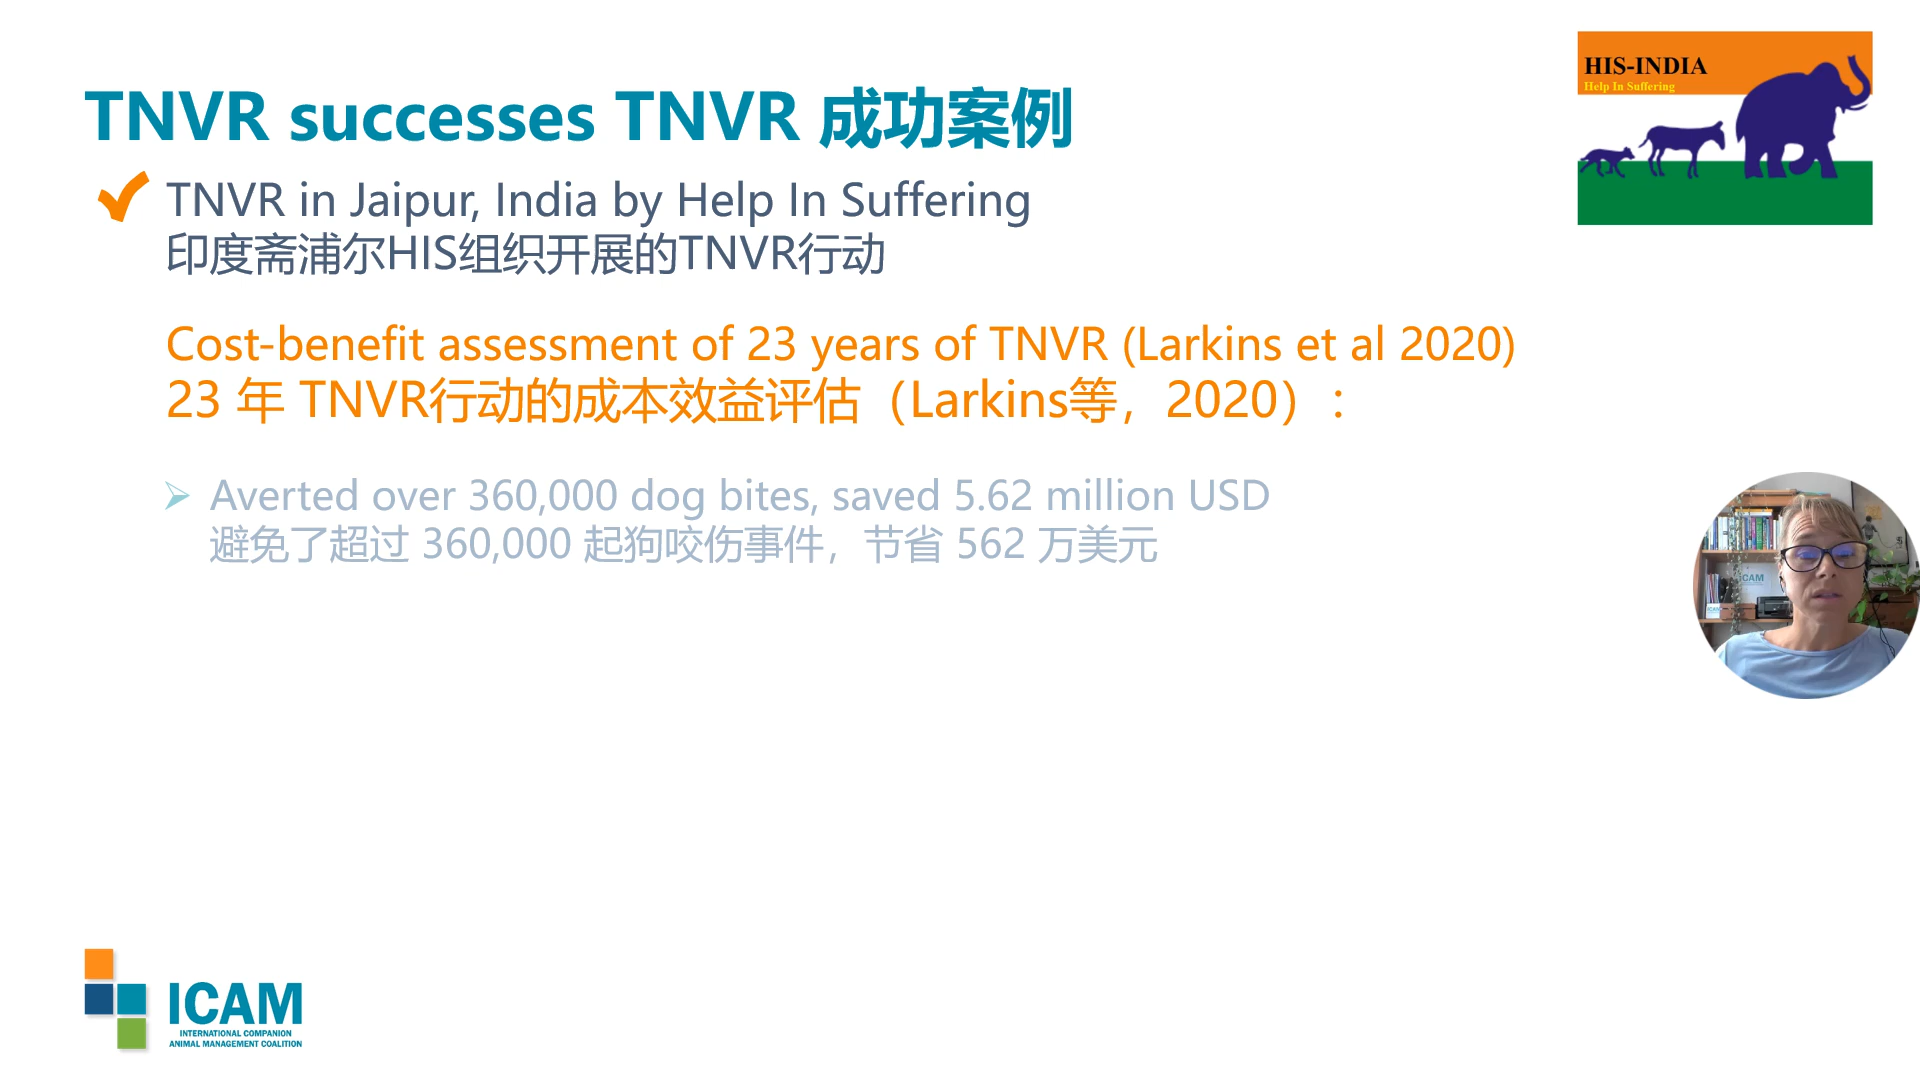 TNVR successes TNVR 成功案例
HIS-INDIA
Help In Suffering
TNVR in Jaipur, India by Help In Suffering
印度斋浦尔HIS组织开展的TNVR行动
Cost-benefit assessment of 23 years of TNVR (Larkins et al 2020)
23 年 TNVR行动的成本效益评估（Larkins等，2020）:
Averted over 360,000 dog bites, saved 5.62 million USD
避免了超过 360,000 起狗咬伤事件，节省 562 万美元
ICAM
ICAM
INTERNATIONAL COMPANION
ANIMAL MANAGEMENT COALITION